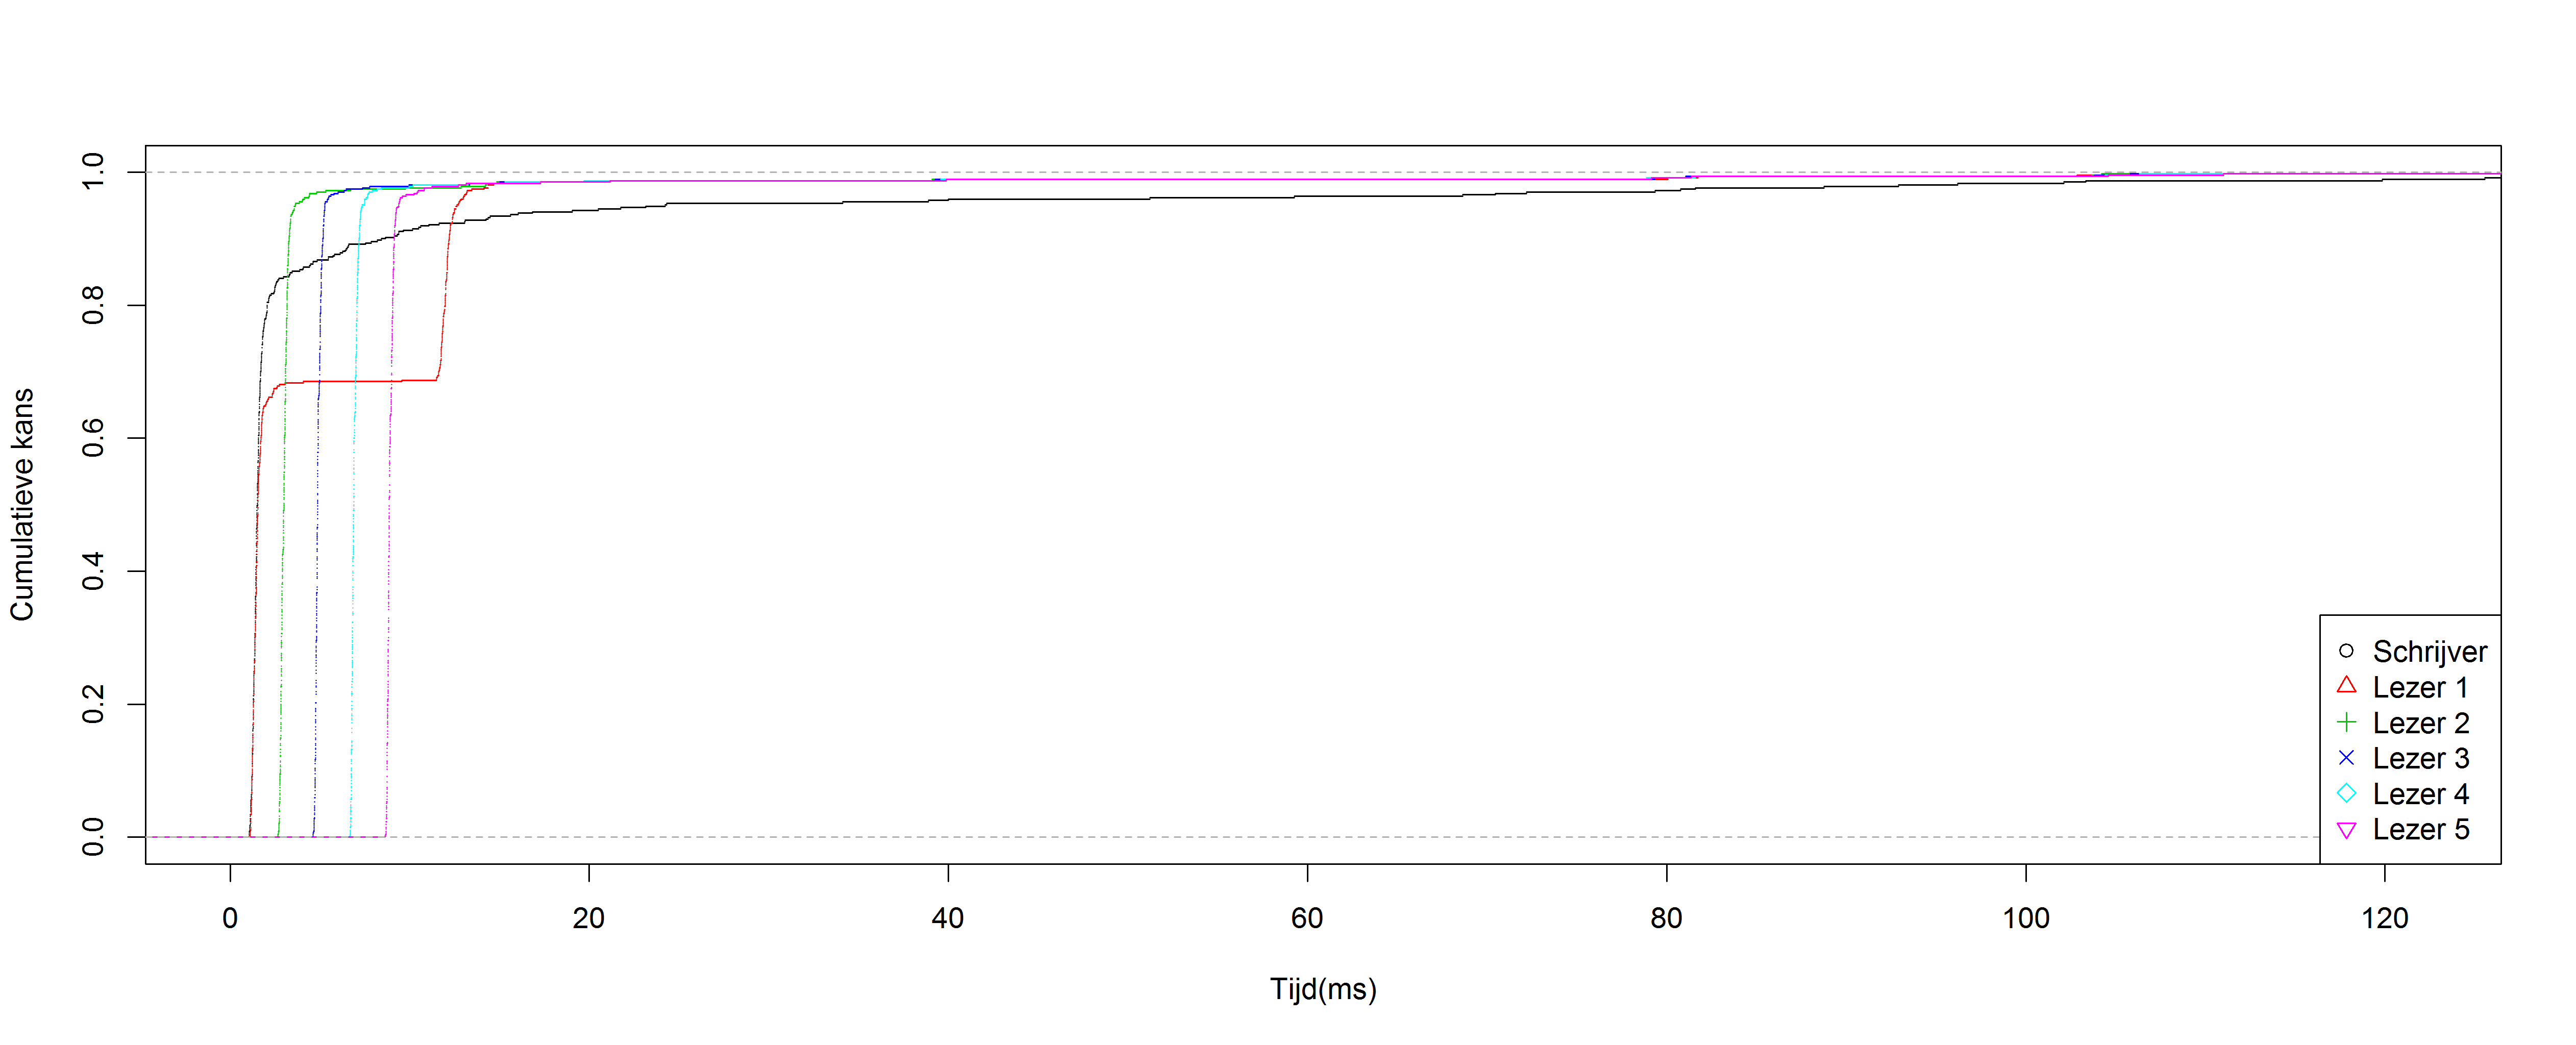 Cumulatieve kans
1.0
0.8
0.6
0.4
0.2
0.0
Schrijver
Lezer 1
Lezer 2
Lezer 3
Lezer 4
Lezer 5
0 20 40 60 80 100 120
Tijd(ms)